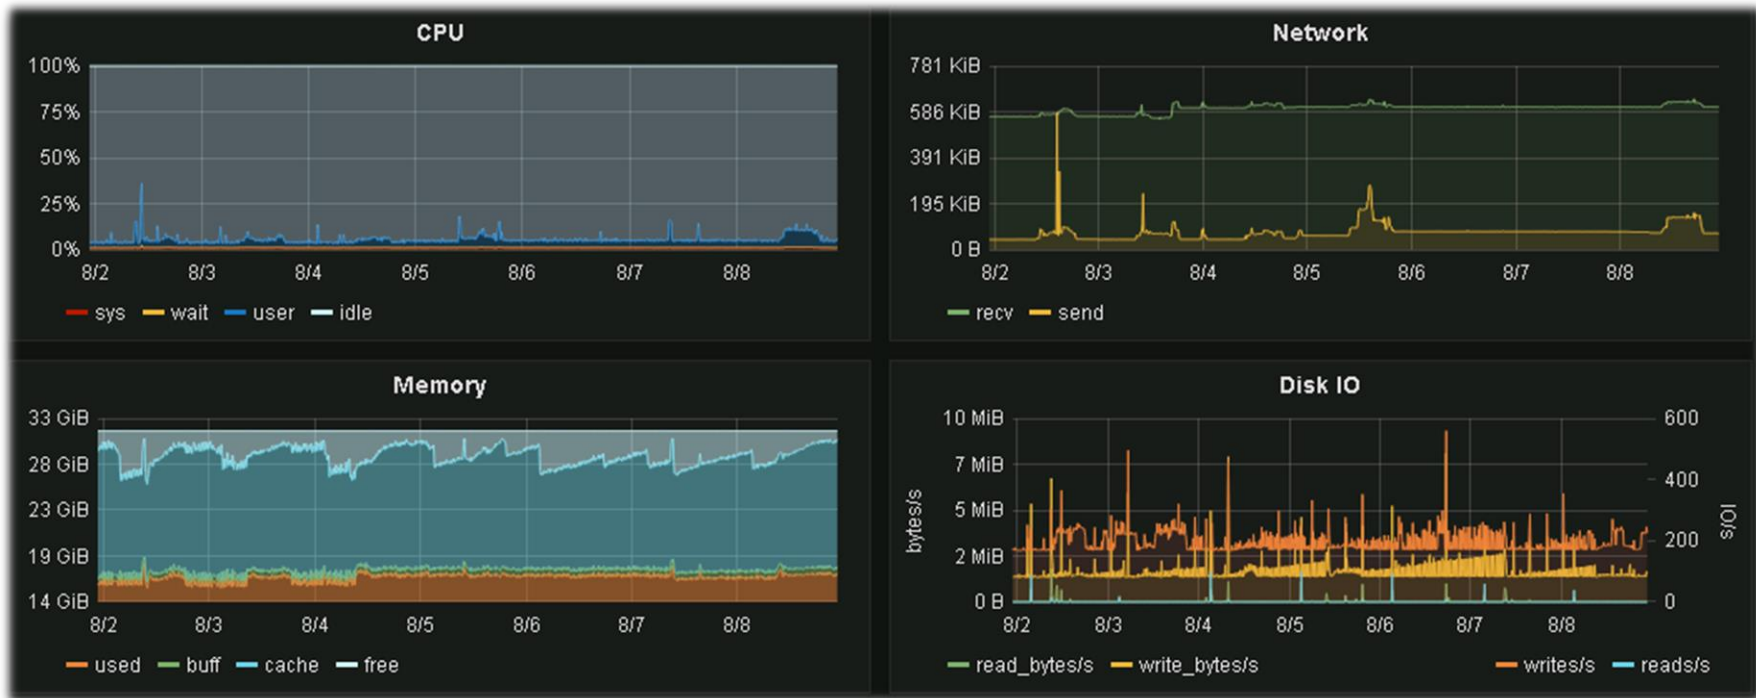 CPU
100%
75%
50%
25%
0%
8/2 8/3 8/4 8/5 8/6 8/7 8/8
sys wait user idle
Network
781 KiB
586 KiB
391 KiB
195 KiB
0 B
8/2 8/3 8/4 8/5 8/6 8/7 8/8
recv send
Memory
33 GiB
28 GiB
23 GiB
19 GiB
14 GiB
8/2 8/3 8/4 8/5 8/6 8/7 8/8
used buff cache free
Disk IO
bytes/s
10 MiB 600
7 MiB 400
5 MiB
2 MiB 200
0 B 0
IO/s
8/2 8/3 8/4 8/5 8/6 8/7 8/8
read_bytes/s write_bytes/s writes/s reads/s